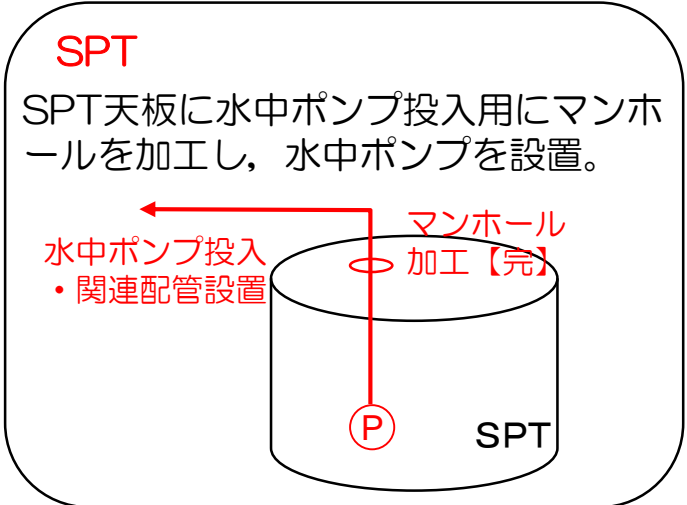 SPT
SPT天板に水中ポンプ投入用にマンホ
ールを加工し，水中ポンプを設置。
マンホール
加工【完】
水中ポンプ投入
・関連配管設置
P
SPT